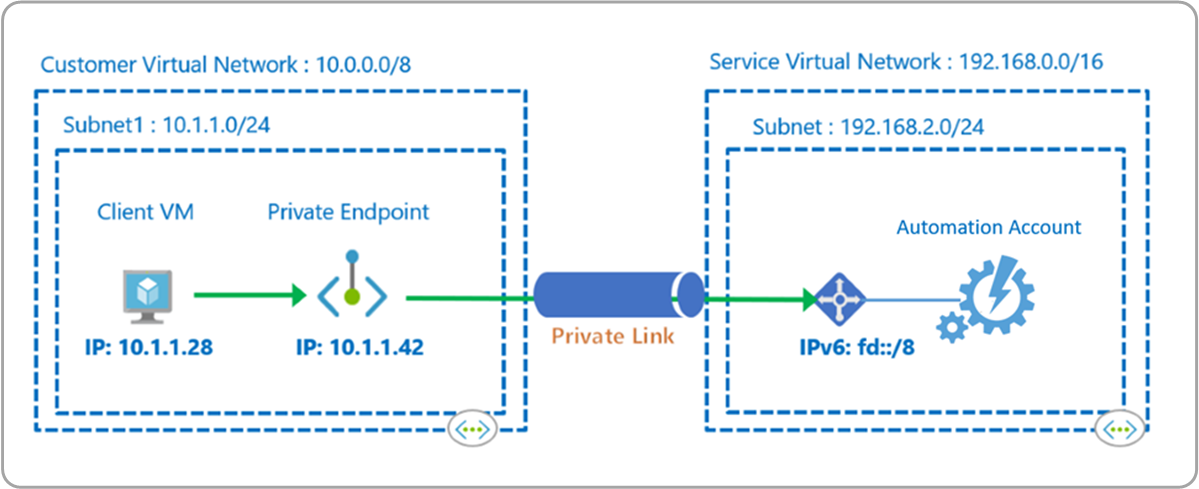 Customer Virtual Network : 10.0.0.0/8
Subnet1 : 10.1.1.0/24
Client VM
Private Endpoint
IP: 10.1.1.28
IP: 10.1.1.42
Private Link
Service Virtual Network : 192.168.0.0/16
Subnet : 192.168.2.0/24
Automation Account
IPv6: fd::/8